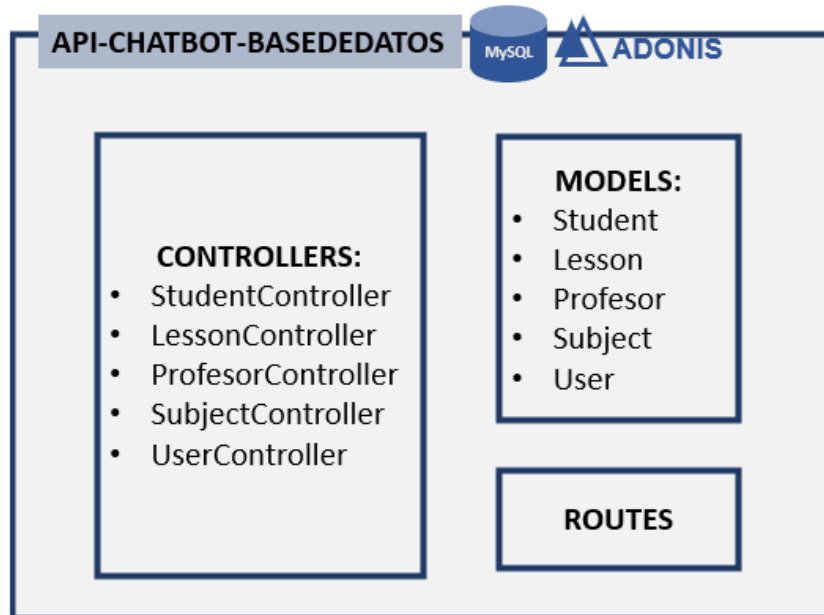 API-CHATBOT-BASEDEDATOS
MySQL
ADONIS
CONTROLLERS:
• StudentController
• LessonController
• ProfesorController
• SubjectController
• UserController
MODELS:
• Student
• Lesson
• Profesor
• Subject
• User
ROUTES